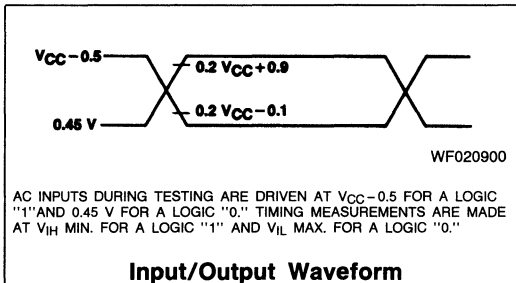 VCC-0.5
0.2 VCC+0.9
0.2 VCC-0.1
0.45 V
WF020900
AC INPUTS DURING TESTING ARE DRIVEN AT VCC-0.5 FOR A LOGIC
"1"AND 0.45 V FOR A LOGIC "0." TIMING MEASUREMENTS ARE MADE
AT VIH MIN. FOR A LOGIC "1" AND VIL MAX. FOR A LOGIC "0."
Input/Output Waveform